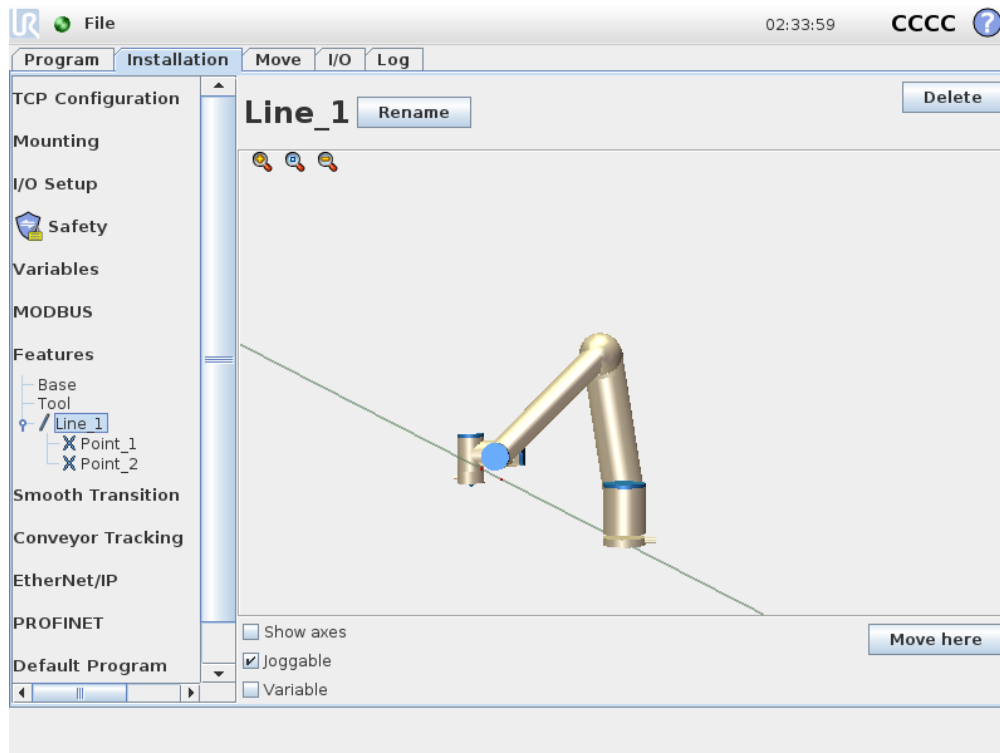 UR File 02:33:59 CCCC ?
Program Installation Move I/O Log
TCP Configuration
Mounting
I/O Setup
Safety
Variables
MODBUS
Features
Base
Tool
Line_1
Point_1
Point_2
Smooth Transition
Conveyor Tracking
EtherNet/IP
PROFINET
Default Program
Line_1 Rename Delete
Show axes
Joggable
Variable
Move here